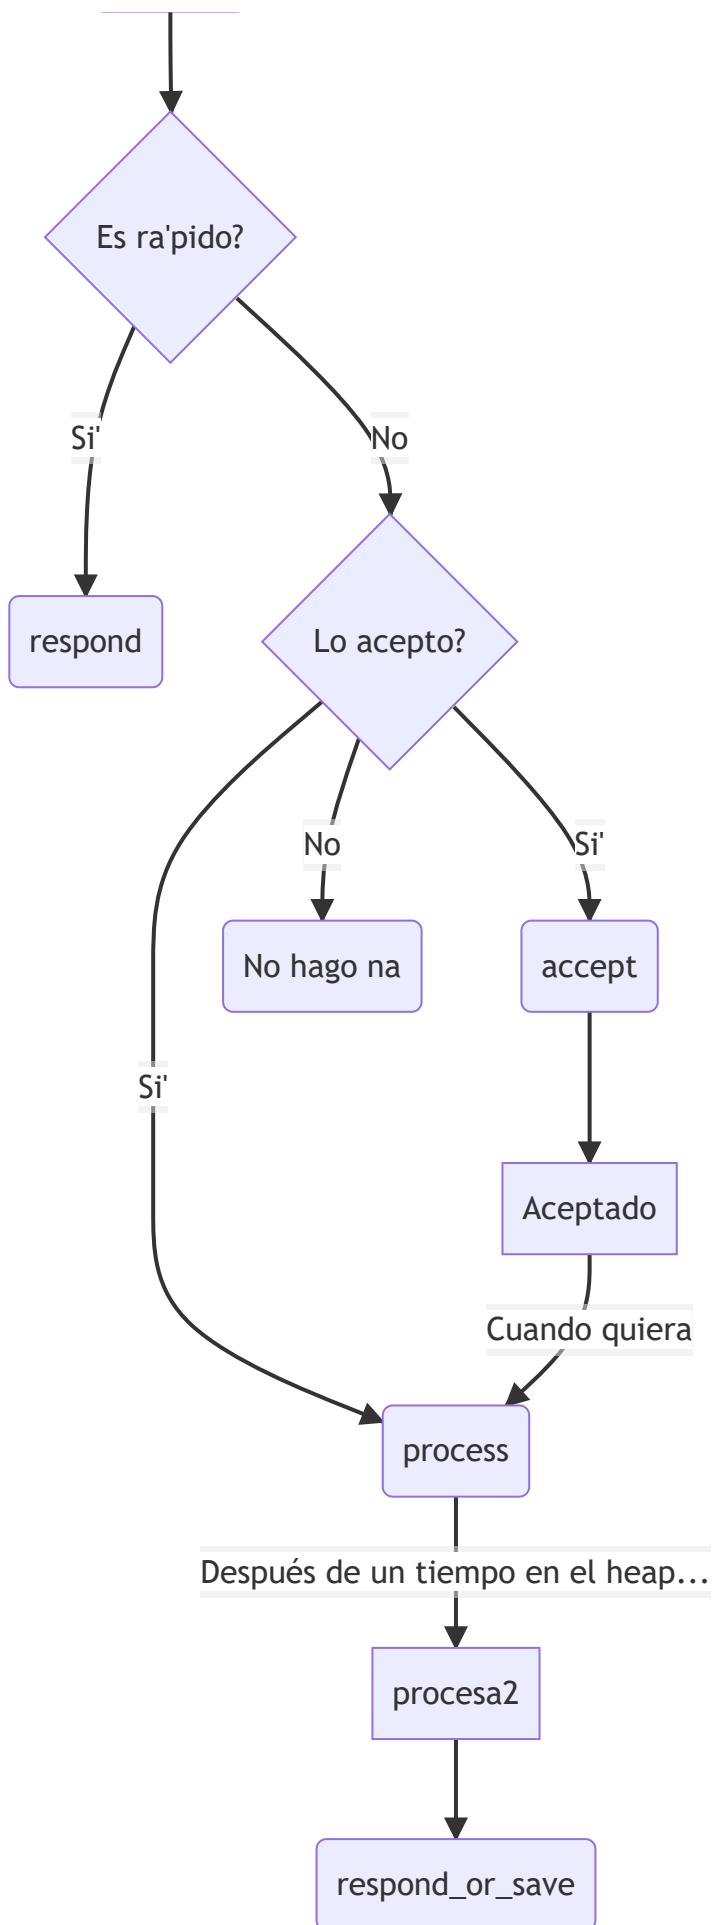 Es ra'pido?
Si'
No
respond
Lo acepto?
No
Si'
No hago na
accept
Si'
Aceptado
Cuando quiera
process
Después de un tiempo en el heap...
procesa2
respond_or_save